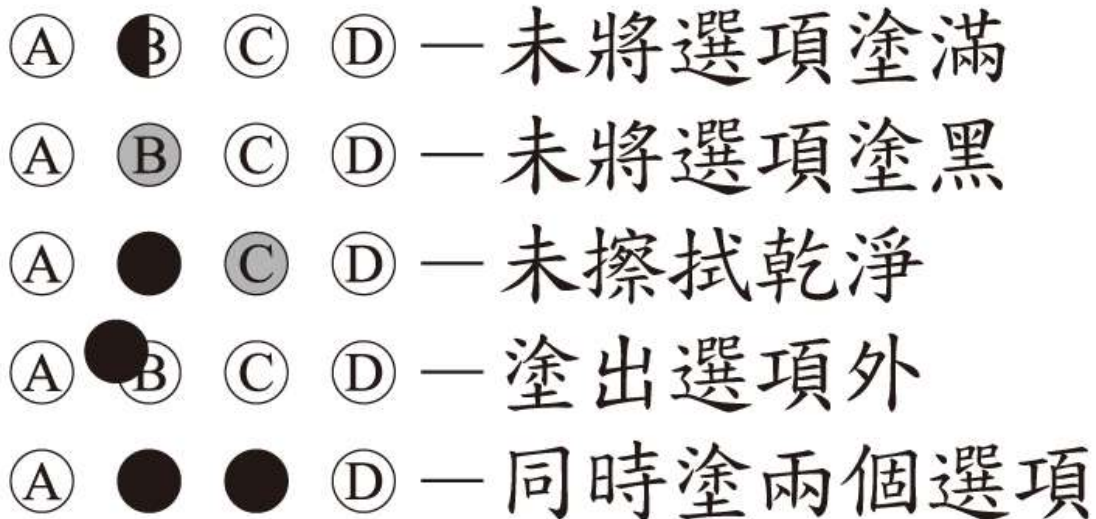 A B C D — 未將選項塗滿
A B C D — 未將選項塗黑
A C D — 未擦拭乾淨
A B C D — 塗出選項外
A D — 同時塗兩個選項